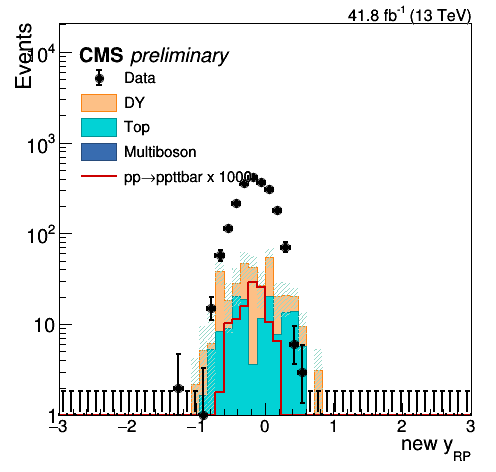 41.8 fb⁻¹ (13 TeV)
Events
CMS preliminary
Data
DY
Top
Multiboson
pp→ppttbar x 1000
10⁴
10³
10²
10
1
−3 −2 −1 0 1 2 3
new y_RP